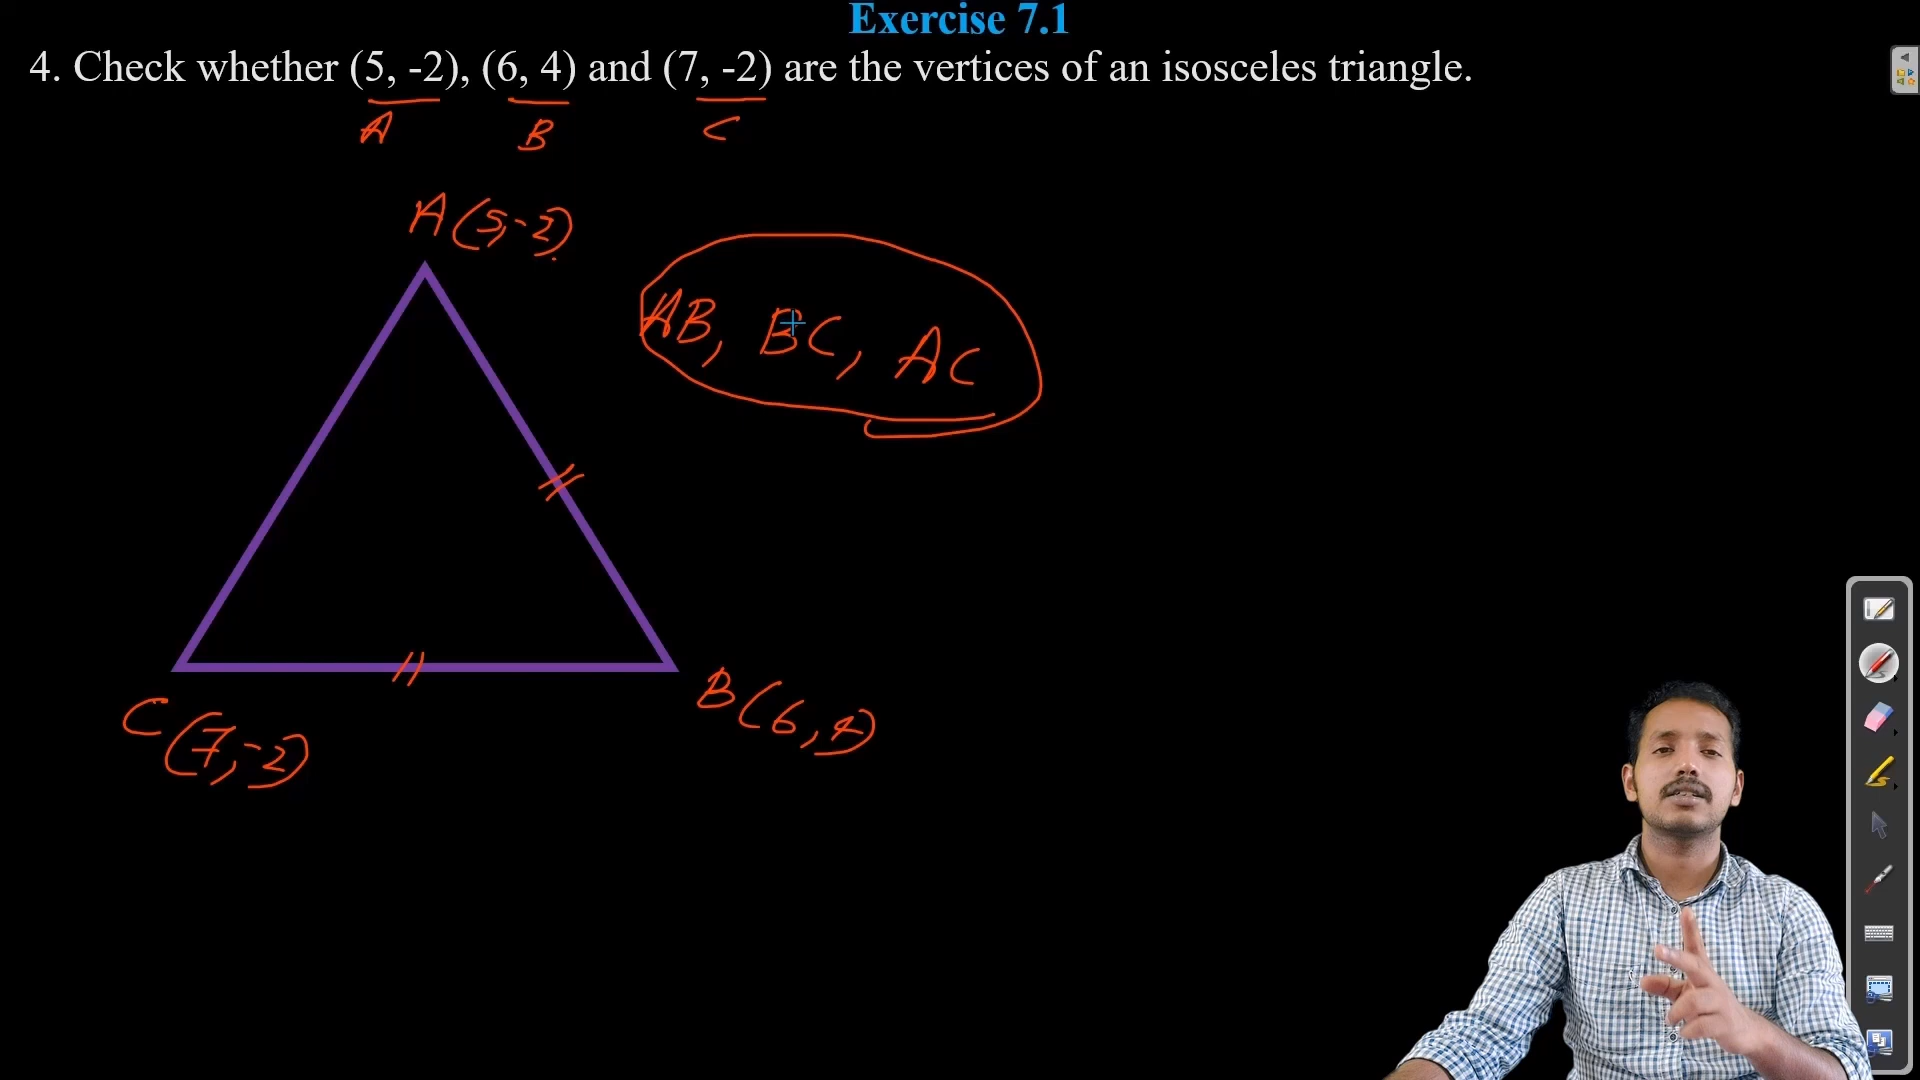 Exercise 7.1
4. Check whether (5, -2), (6, 4) and (7, -2) are the vertices of an isosceles triangle.
A B C
A(5,-2)
AB, BC, AC
C(7,-2)
B(6,4)